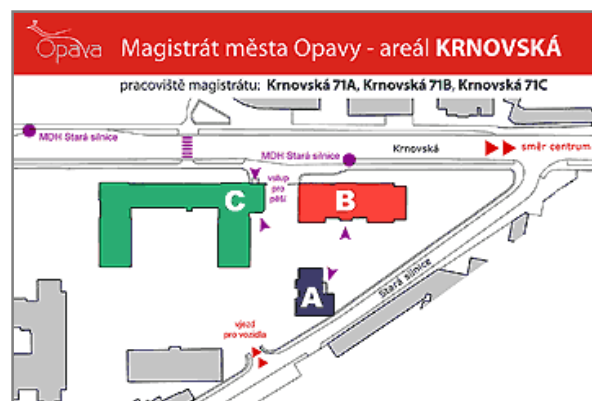 Opava
Magistrát města Opavy - areál KRNOVSKÁ
pracoviště magistrátu: Krnovská 71A, Krnovská 71B, Krnovská 71C
MDH Stará silnice
MDH Stará silnice
Krnovská
směr centrum
vstup
pro
pěší
C
B
A
Stará silnice
vjezd
pro vozidla